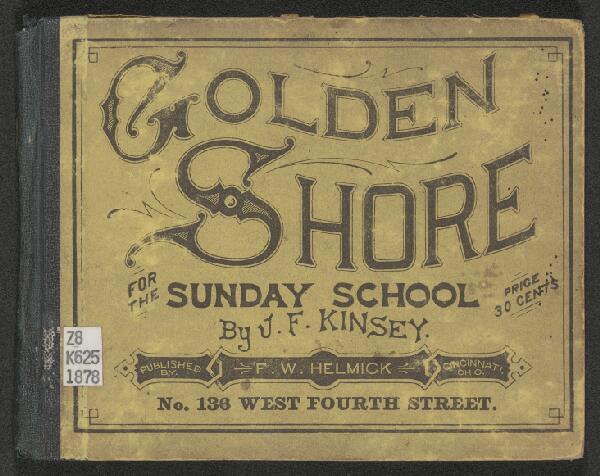 GOLDEN
SHORE
FOR THE
SUNDAY SCHOOL
PRICE 30 CENTS
By J. F. KINSEY.
PUBLISHED BY.
F. W. HELMICK
CINCINNATI, OHIO.
No. 136 WEST FOURTH STREET.
Z8
K625
1878